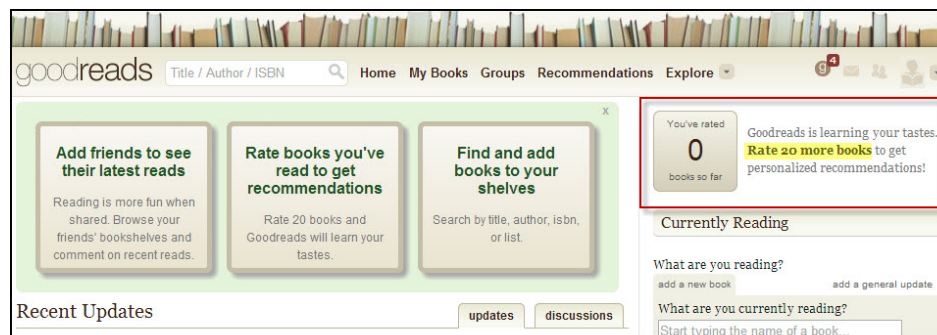 goodreads
Title / Author / ISBN
Home My Books Groups Recommendations Explore
g 4
x
Add friends to see
their latest reads
Reading is more fun when
shared. Browse your
friends' bookshelves and
comment on recent reads.
Rate books you've
read to get
recommendations
Rate 20 books and
Goodreads will learn your
tastes.
Find and add
books to your
shelves
Search by title, author, isbn,
or list.
You've rated
0
books so far
Goodreads is learning your tastes.
Rate 20 more books to get
personalized recommendations!
Currently Reading
What are you reading?
add a new book add a general update
What are you currently reading?
Start typing the name of a book...
Recent Updates
updates discussions